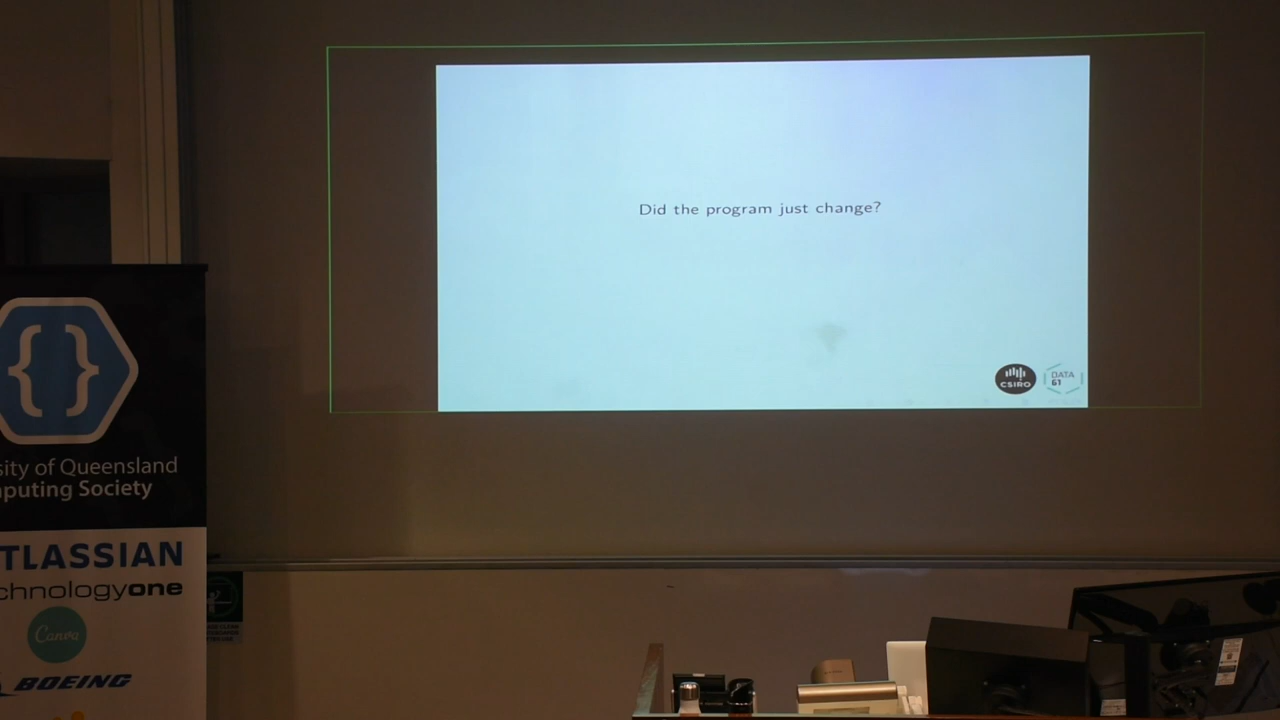 Did the program just change?
CSIRO
DATA
61
sity of Queensland
puting Society
TLASSIAN
chnologyone
Canva
BOEING